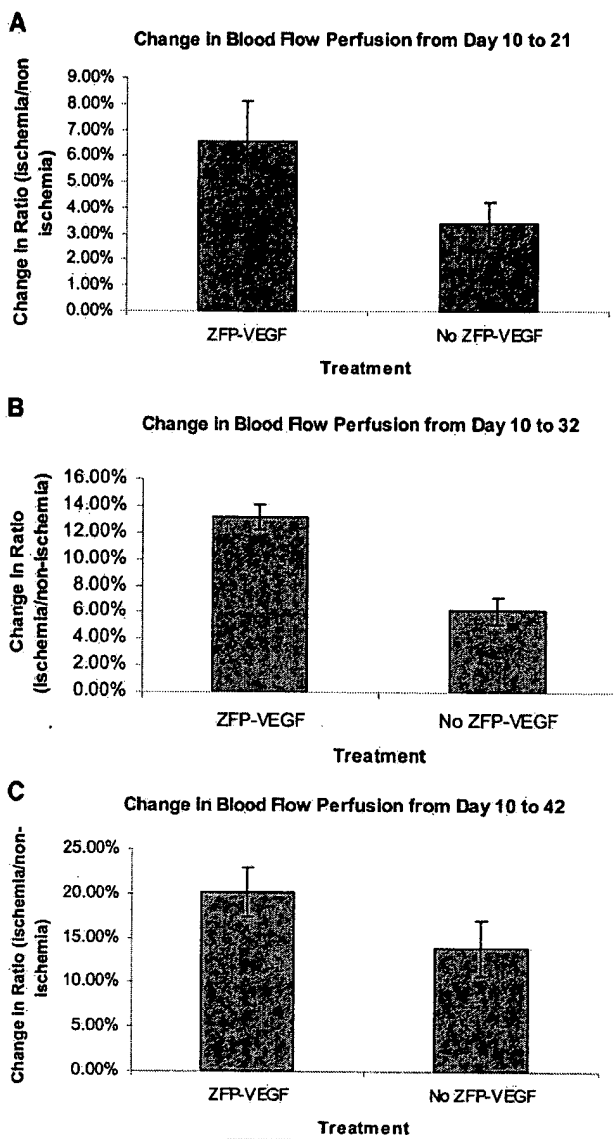 A
Change in Blood Flow Perfusion from Day 10 to 21
Change in Ratio (Ischemia/non
ischemia)
9.00%
8.00%
7.00%
6.00%
5.00%
4.00%
3.00%
2.00%
1.00%
0.00%
ZFP-VEGF
No ZFP-VEGF
Treatment
B
Change in Blood Flow Perfusion from Day 10 to 32
Change in Ratio
(Ischemia/non-ischemia)
16.00%
14.00%
12.00%
10.00%
8.00%
6.00%
4.00%
2.00%
0.00%
ZFP-VEGF
No ZFP-VEGF
Treatment
C
Change in Blood Flow Perfusion from Day 10 to 42
Change in Ratio (ischemia/non-
ischemia)
25.00%
20.00%
15.00%
10.00%
5.00%
0.00%
ZFP-VEGF
No ZFP-VEGF
Treatment